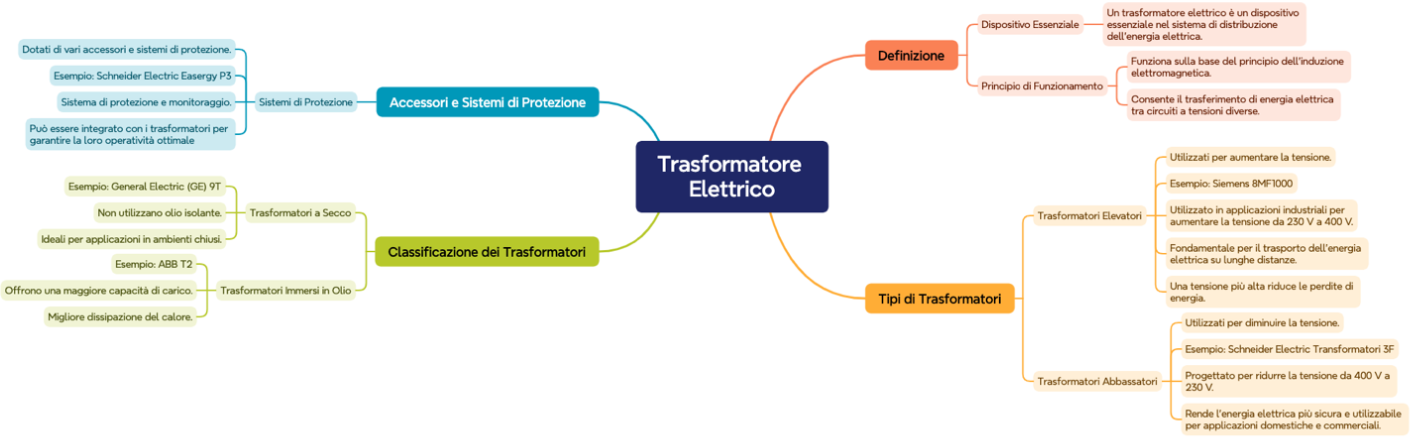 Trasformatore
Elettrico
Definizione
Dispositivo Essenziale
Un trasformatore elettrico è un dispositivo
essenziale nel sistema di distribuzione
dell'energia elettrica.
Principio di Funzionamento
Funziona sulla base del principio dell'induzione
elettromagnetica.
Consente il trasferimento di energia elettrica
tra circuiti a tensioni diverse.
Tipi di Trasformatori
Trasformatori Elevatori
Utilizzati per aumentare la tensione.
Esempio: Siemens 8MF1000
Utilizzato in applicazioni industriali per
aumentare la tensione da 230 V a 400 V.
Fondamentale per il trasporto dell'energia
elettrica su lunghe distanze.
Una tensione più alta riduce le perdite di
energia.
Trasformatori Abbassatori
Utilizzati per diminuire la tensione.
Esempio: Schneider Electric Transformatori 3F
Progettato per ridurre la tensione da 400 V a
230 V.
Rende l'energia elettrica più sicura e utilizzabile
per applicazioni domestiche e commerciali.
Accessori e Sistemi di Protezione
Sistemi di Protezione
Dotati di vari accessori e sistemi di protezione.
Esempio: Schneider Electric Easergy P3
Sistema di protezione e monitoraggio.
Può essere integrato con i trasformatori per
garantire la loro operatività ottimale
Classificazione dei Trasformatori
Trasformatori a Secco
Esempio: General Electric (GE) 9T
Non utilizzano olio isolante.
Ideali per applicazioni in ambienti chiusi.
Trasformatori Immersi in Olio
Esempio: ABB T2
Offrono una maggiore capacità di carico.
Migliore dissipazione del calore.